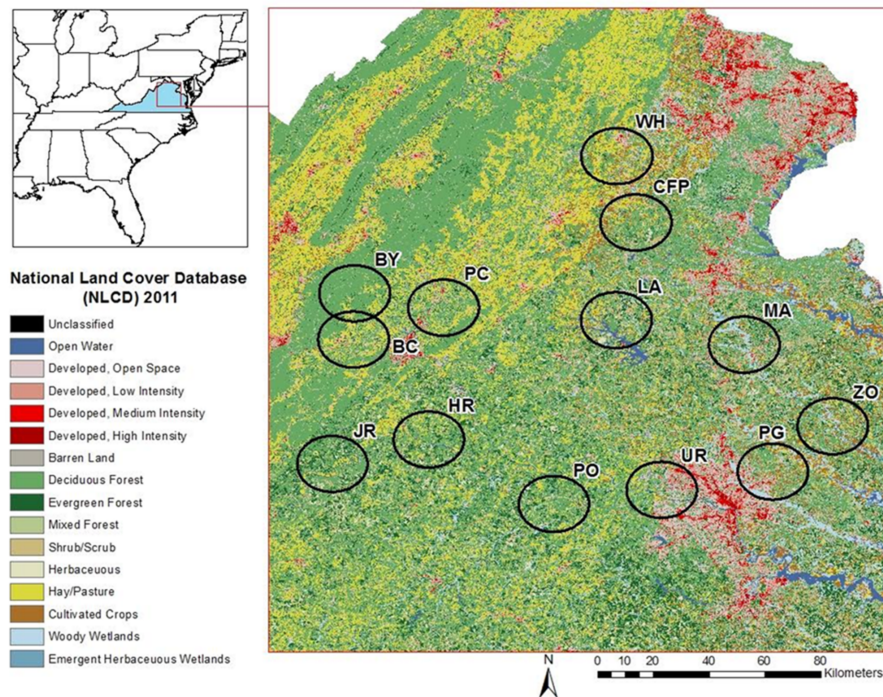 WH
CFP
BY
PC
LA
MA
BC
ZO
HR
JR
PG
UR
PO
National Land Cover Database
(NLCD) 2011
Unclassified
Open Water
Developed, Open Space
Developed, Low Intensity
Developed, Medium Intensity
Developed, High Intensity
Barren Land
Deciduous Forest
Evergreen Forest
Mixed Forest
Shrub/Scrub
Herbaceous
Hay/Pasture
Cultivated Crops
Woody Wetlands
Emergent Herbaceuous Wetlands
N
0 10 20 40 60 80
Kilometers